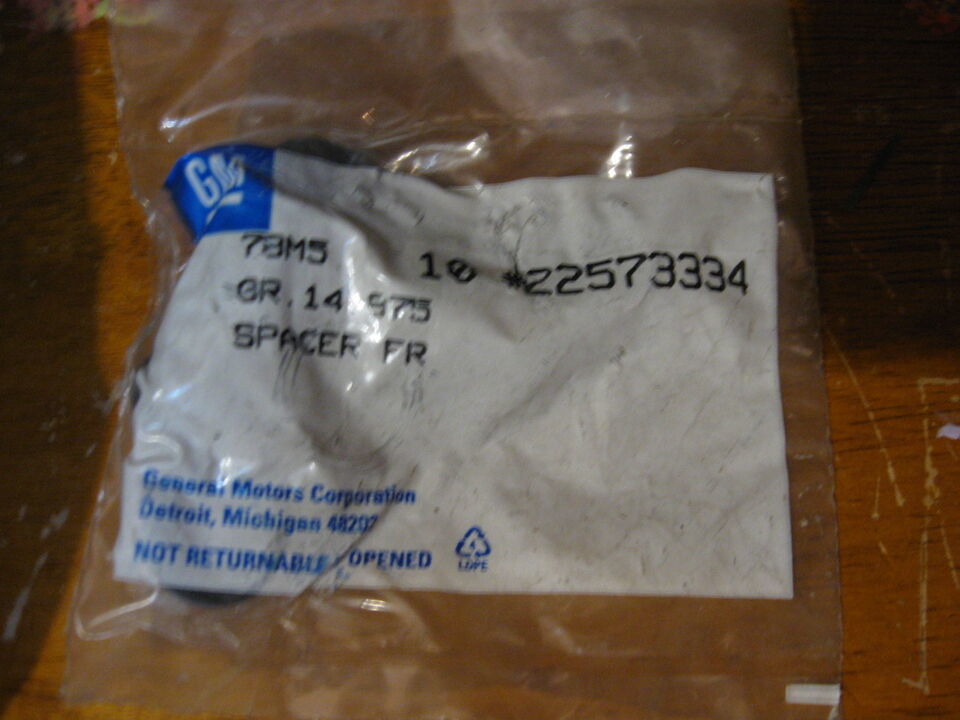 GM
78M5 10 *22573334
GR.14.975
SPACER FR
General Motors Corporation
Detroit, Michigan 48202
NOT RETURNABLE OPENED
LDPE